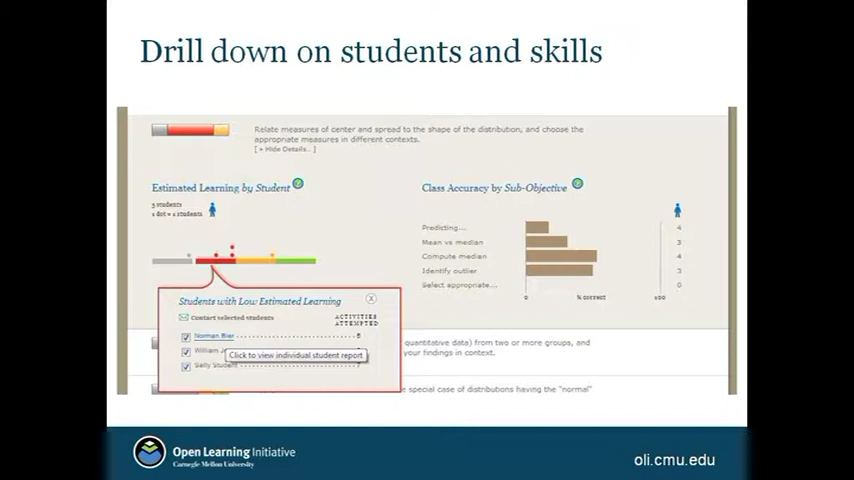 Drill down on students and skills
Relate measures of center and spread to the shape of the distribution, and choose the
appropriate measures in different contexts.
[ + Hide Details... ]
Estimated Learning by Student
5 students
1 dot = 1 students
Class Accuracy by Sub-Objective
Predicting... 4
Mean vs median 3
Compute median 4
Identify outlier 3
Select appropriate... 0
0 % correct 100
Students with Low Estimated Learning X
Contact selected students
ACTIVITIES
ATTEMPTED
Norman Bier 6
William J
Click to view individual student report
Sally Student 7
quantitative data) from two or more groups, and
your findings in context.
special case of distributions having the "normal"
Open Learning Initiative
Carnegie Mellon University
oli.cmu.edu